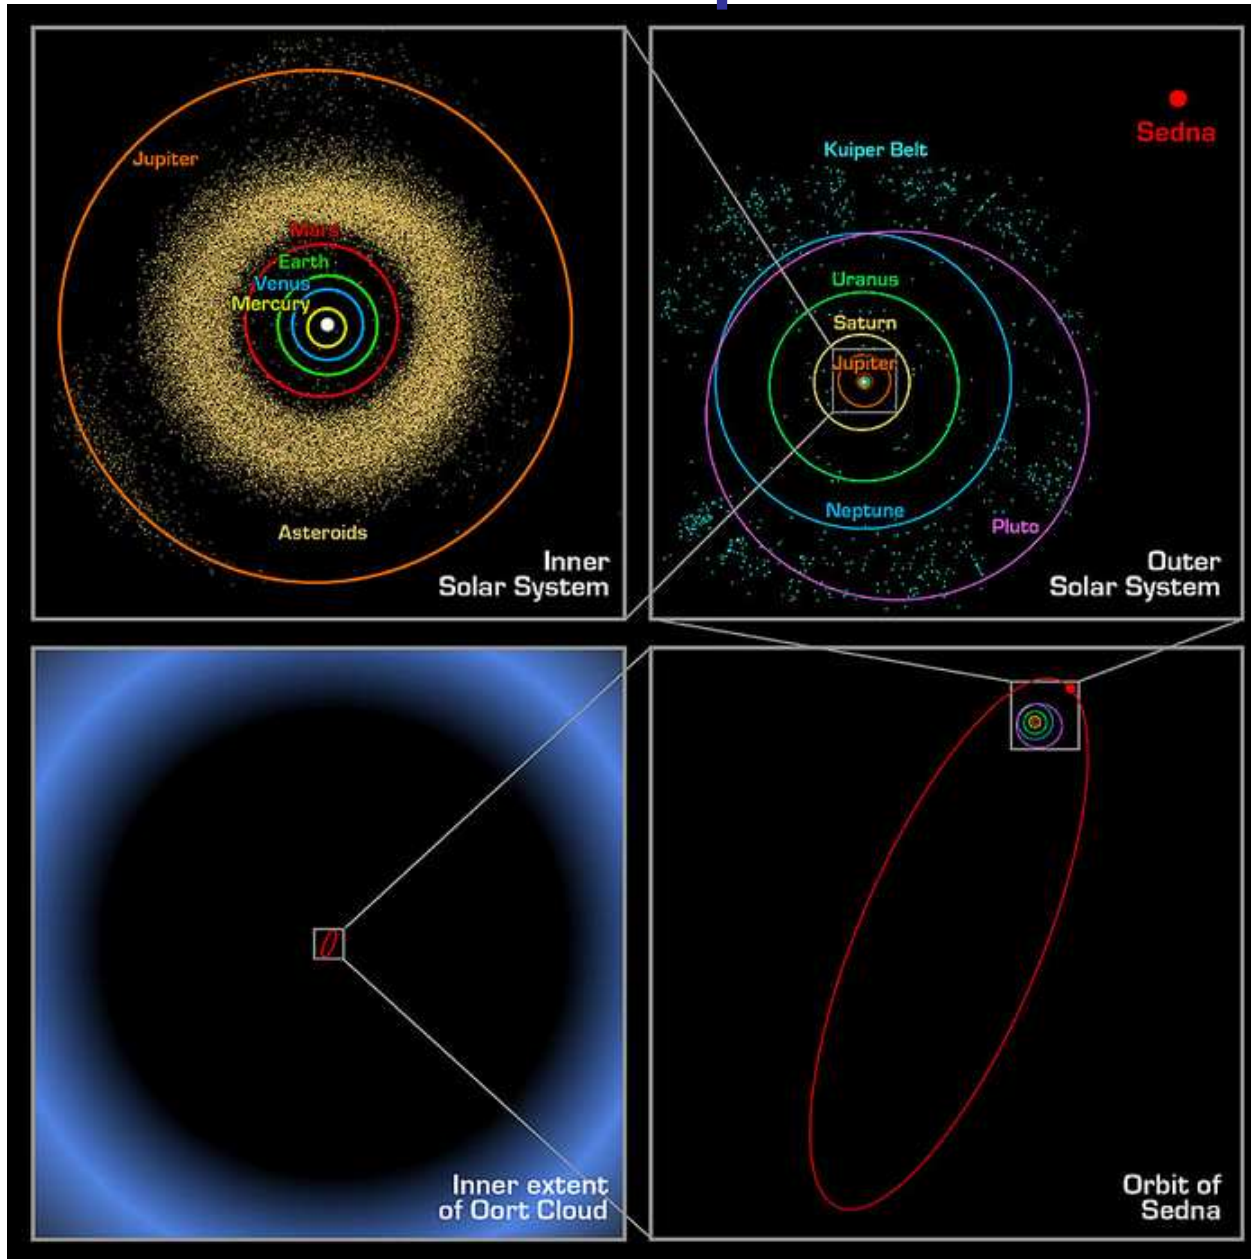 Jupiter
Mars
Earth
Venus
Mercury
Asteroids
Inner
Solar System
Sedna
Kuiper Belt
Uranus
Saturn
Jupiter
Neptune
Pluto
Outer
Solar System
Inner extent
of Oort Cloud
Orbit of
Sedna